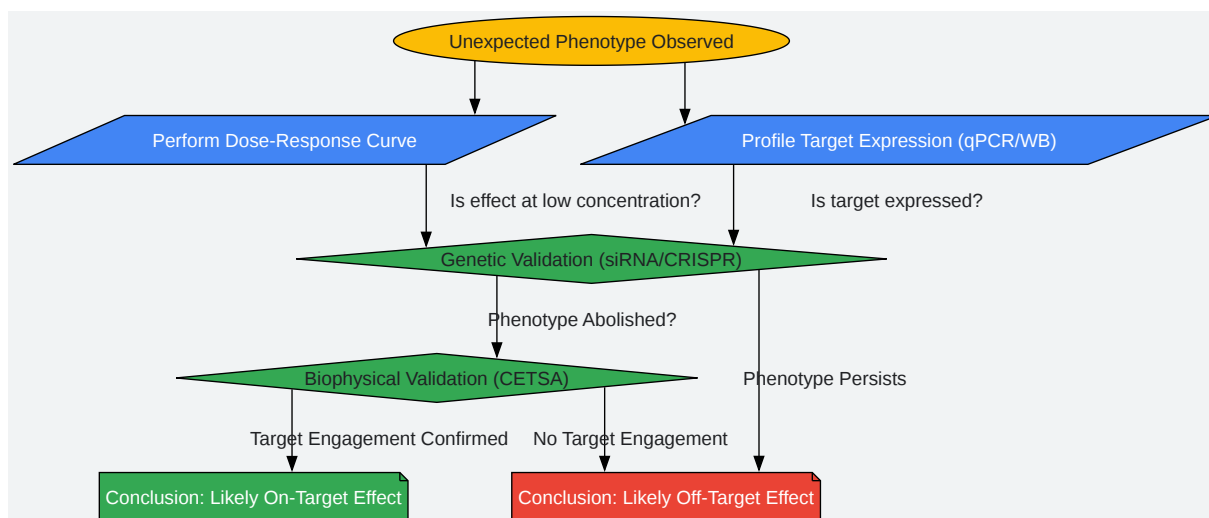 Unexpected Phenotype Observed
Perform Dose-Response Curve
Profile Target Expression (qPCR/WB)
Is effect at low concentration?
Is target expressed?
Genetic Validation (siRNA/CRISPR)
Phenotype Abolished?
Biophysical Validation (CETSA)
Phenotype Persists
Target Engagement Confirmed
No Target Engagement
Conclusion: Likely On-Target Effect
Conclusion: Likely Off-Target Effect